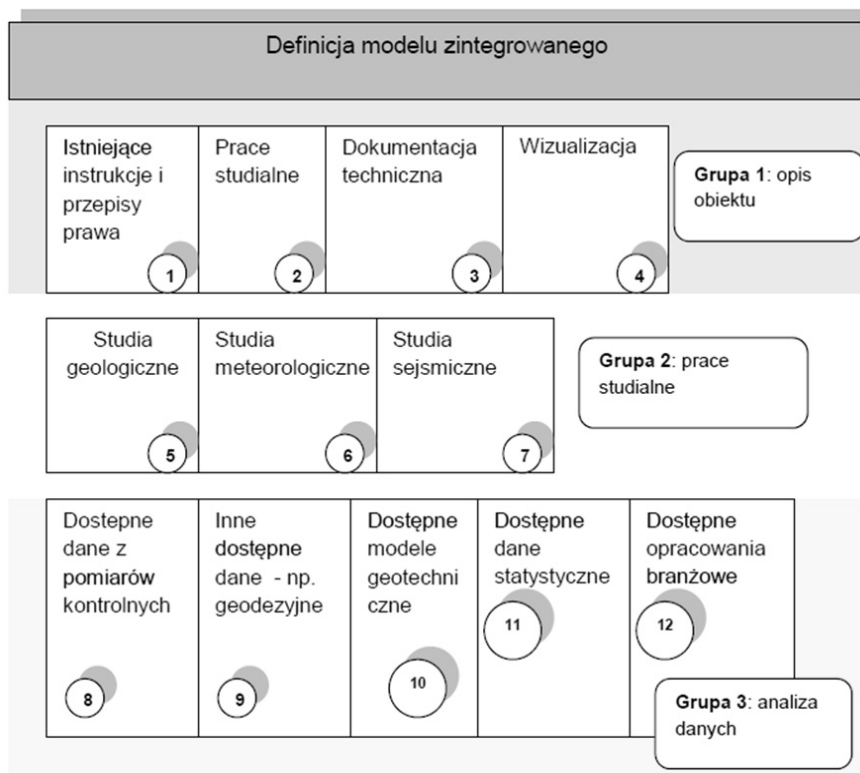 Definicja modelu zintegrowanego
Istniejące
instrukcje i
przepisy
prawa
1
Prace
studialne
2
Dokumentacja
techniczna
3
Wizualizacja
4
Grupa 1: opis
obiektu
Studia
geologiczne
5
Studia
meteorologiczne
6
Studia
sejsmiczne
7
Grupa 2: prace
studialne
Dostepne
dane z
pomiarów
kontrolnych
8
Inne
dostępne
dane - np.
geodezyjne
9
Dostępne
modele
geotechni
czne
10
Dostępne
dane
statystyczne
11
Dostępne
opracowania
branżowe
12
Grupa 3: analiza
danych